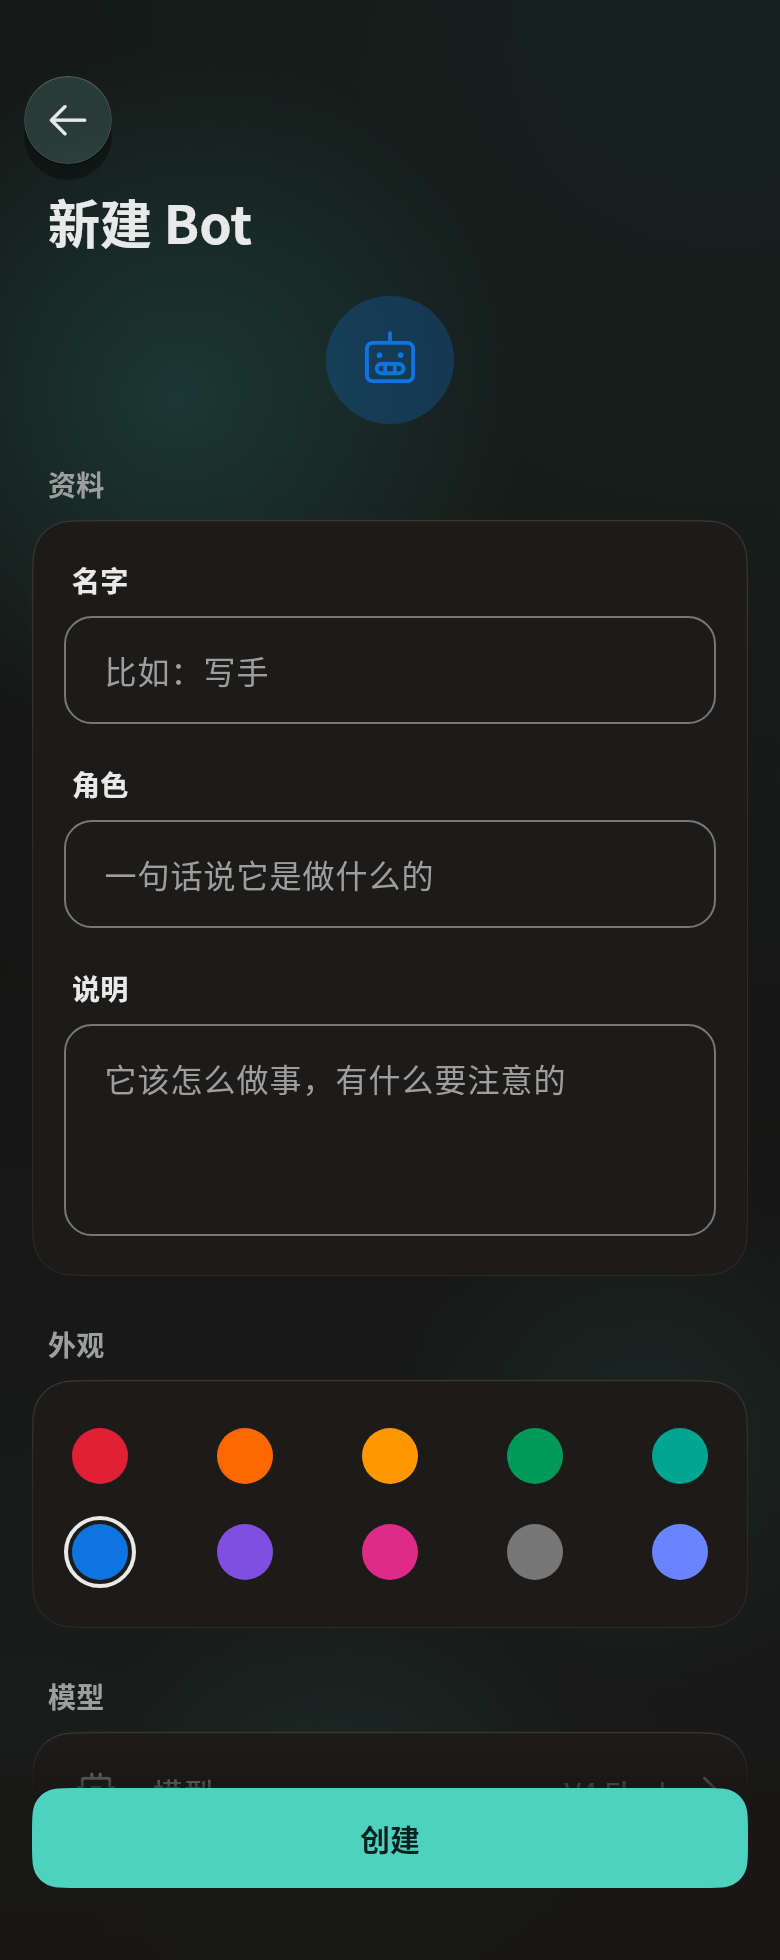 新建 Bot
资料
名字
比如：写手
角色
一句话说它是做什么的
说明
它该怎么做事，有什么要注意的
外观
模型
模型
创建